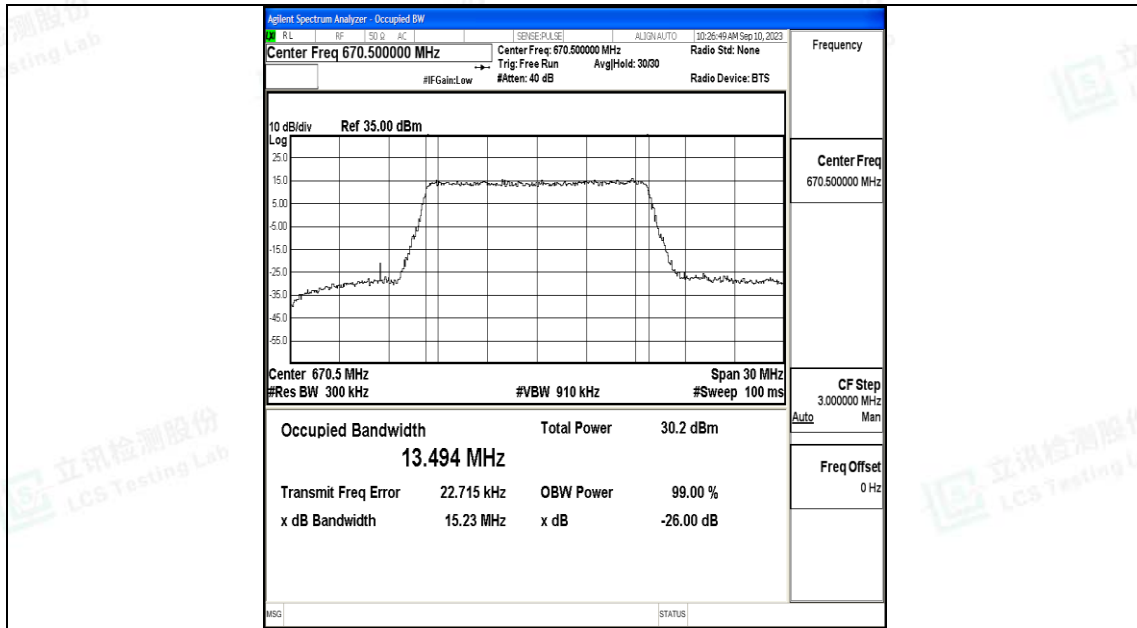 Agilent Spectrum Analyzer - Occupied BW
LXI RL RF 50 Ω AC SENSE:PULSE ALIGN AUTO 10:26:49 AM Sep 10, 2023
Center Freq 670.500000 MHz
Center Freq: 670.500000 MHz
Radio Std: None
Trig: Free Run Avg|Hold: 30/30
#IFGain:Low #Atten: 40 dB Radio Device: BTS
Frequency
10 dB/div Ref 35.00 dBm
Log
25.0
15.0
5.00
-5.00
-15.0
-25.0
-35.0
-45.0
-55.0
Center Freq
670.500000 MHz
Center 670.5 MHz Span 30 MHz
#Res BW 300 kHz #VBW 910 kHz #Sweep 100 ms
CF Step
3.000000 MHz
Auto Man
Occupied Bandwidth Total Power 30.2 dBm
13.494 MHz
Freq Offset
0 Hz
Transmit Freq Error 22.715 kHz OBW Power 99.00 %
x dB Bandwidth 15.23 MHz x dB -26.00 dB
MSG STATUS
立讯检测股份
LCS Testing Lab